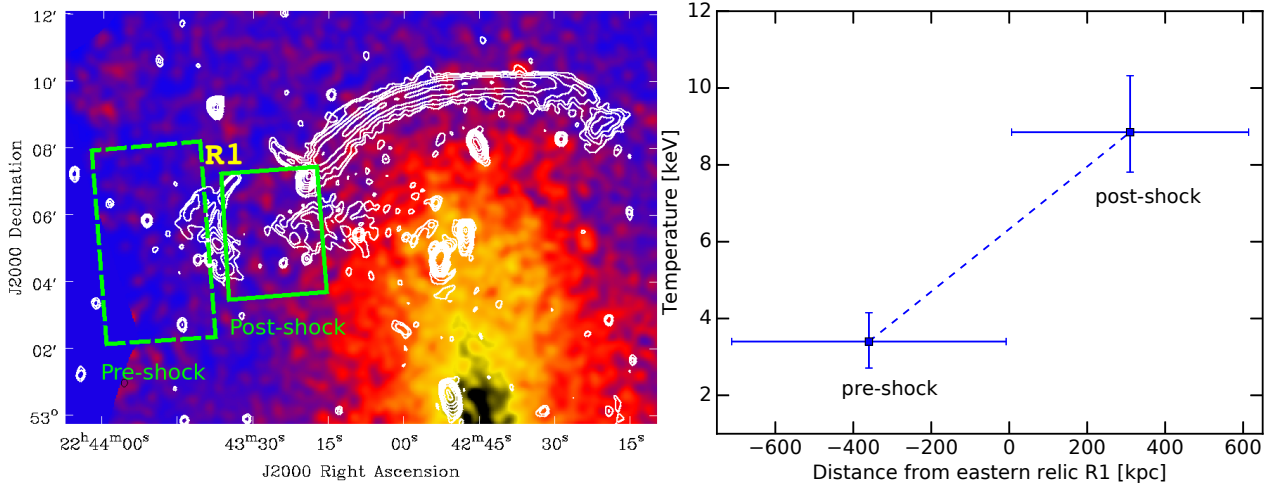 12'
10'
08'
06'
04'
02'
53°
J2000 Declination
R1
Post-shock
Pre-shock
22ʰ44ᵐ00ˢ
43ᵐ30ˢ
15ˢ
00ˢ
42ᵐ45ˢ
30ˢ
15ˢ
J2000 Right Ascension
12
10
8
6
4
2
Temperature [keV]
post-shock
pre-shock
−600
−400
−200
0
200
400
600
Distance from eastern relic R1 [kpc]